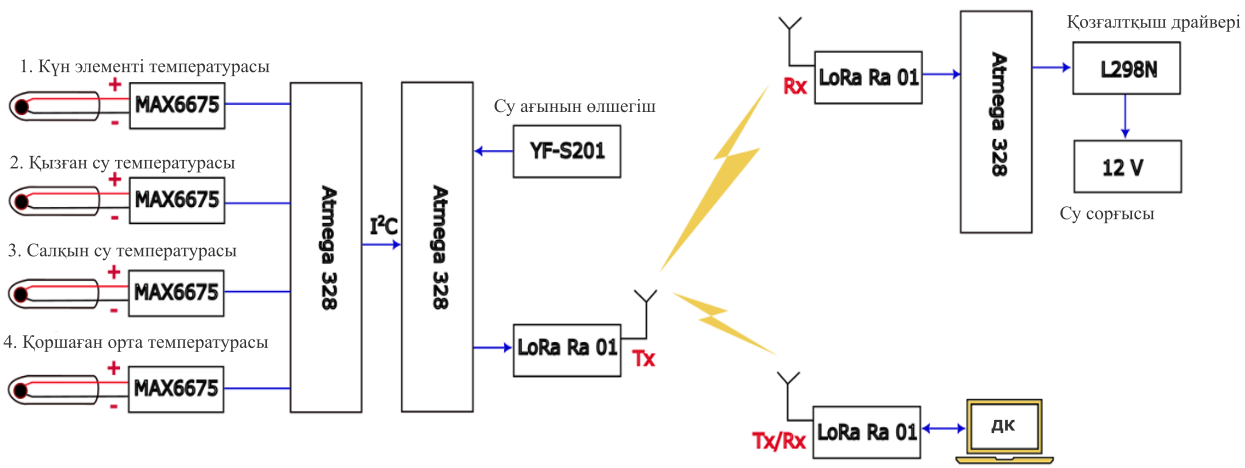 1. Күн элементі температурасы
+
MAX6675
-
2. Қызған су температурасы
+
MAX6675
-
3. Салқын су температурасы
+
MAX6675
-
4. Қоршаған орта температурасы
+
MAX6675
-
Atmega 328
I²C
Atmega 328
Су ағынын өлшегіш
YF-S201
LoRa Ra 01
Tx
Rx
LoRa Ra 01
Atmega 328
Қозғалтқыш драйвері
L298N
12 V
Су сорғысы
Tx/Rx
LoRa Ra 01
ДК